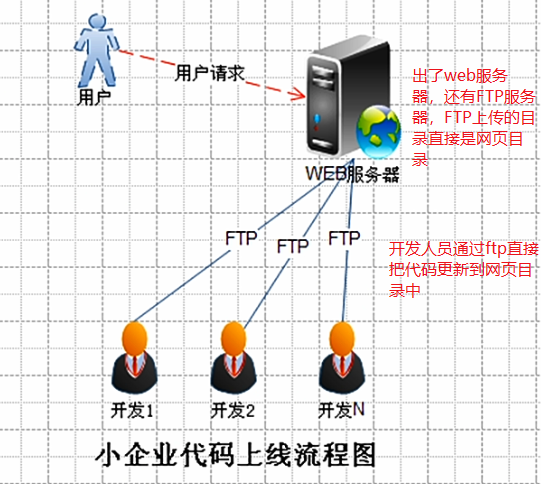 用户
用户请求
出了web服务
器，还有FTP服务
器，FTP上传的目
录直接是网页目
录
WEB服务器
FTP
FTP
FTP
开发人员通过ftp直接
把代码更新到网页目
录中
开发1
开发2
开发N
小企业代码上线流程图